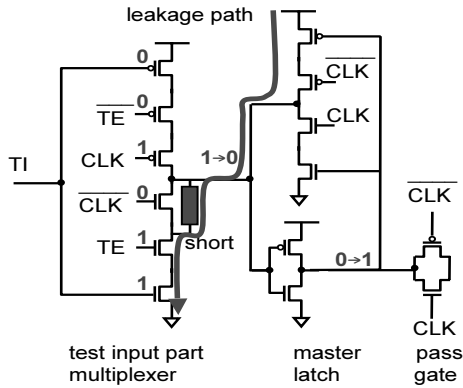 leakage path
0
TE
0
CLK
1
TI
CLK
0
TE
1
1
1→0
short
CLK
CLK
0→1
CLK
CLK
test input part
multiplexer
master
latch
pass
gate